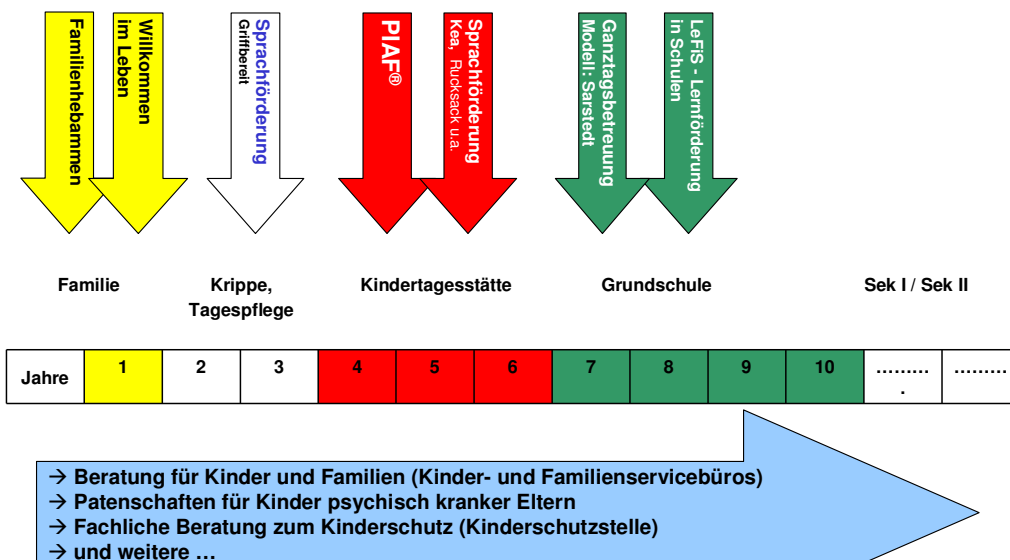 Familienhebammen
Willkommen
im Leben
Sprachförderung
Griffbereit
PIAF®
Sprachförderung
Kea, Rucksack u.a.
Ganztagsbetreuung
Modell: Sarstedt
LeFiS - Lernförderung
in Schulen
Familie
Krippe,
Tagespflege
Kindertagesstätte
Grundschule
Sek I / Sek II
Jahre 1 2 3 4 5 6 7 8 9 10 ………. ………
→ Beratung für Kinder und Familien (Kinder- und Familienservicebüros)
→ Patenschaften für Kinder psychisch kranker Eltern
→ Fachliche Beratung zum Kinderschutz (Kinderschutzstelle)
→ und weitere …